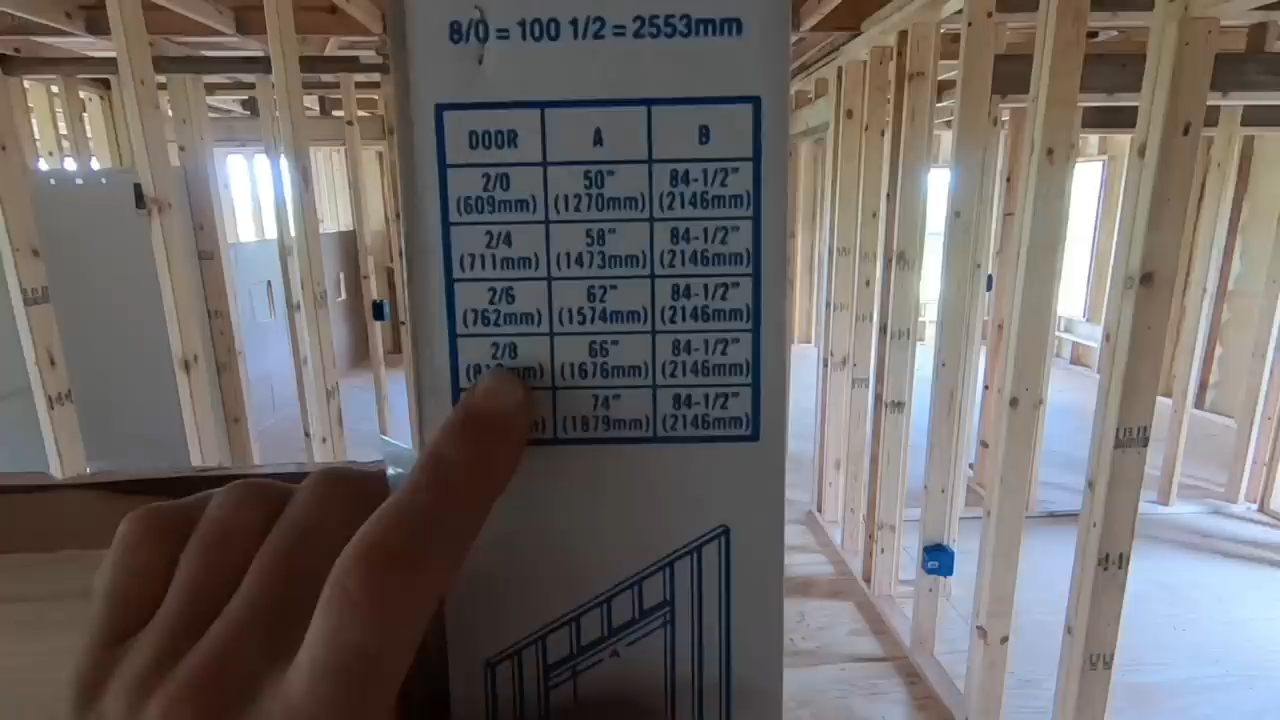 8/0 = 100 1/2 = 2553mm
DOOR A B
2/0 50" 84-1/2"
(609mm) (1270mm) (2146mm)
2/4 58" 84-1/2"
(711mm) (1473mm) (2146mm)
2/6 62" 84-1/2"
(762mm) (1574mm) (2146mm)
2/8 66" 84-1/2"
(1676mm) (2146mm)
74" 84-1/2"
(1879mm) (2146mm)
A